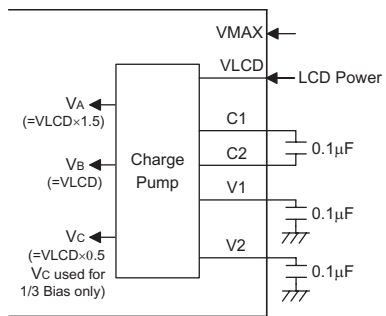 VMAX
VLCD
LCD Power
VA
(=VLCD×1.5)
C1
0.1μF
C2
VB
(=VLCD)
Charge
Pump
V1
0.1μF
VC
(=VLCD×0.5
VC used for
1/3 Bias only)
V2
0.1μF